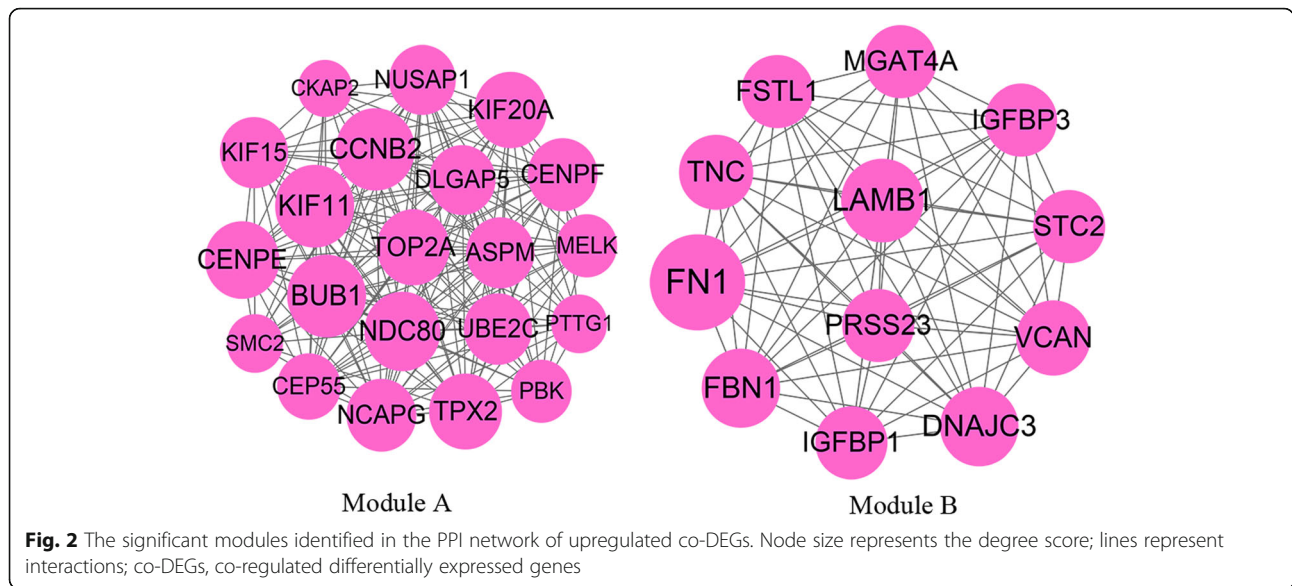 CKAP2
NUSAP1
KIF20A
KIF15
CCNB2
DLGAP5
CENPF
KIF11
CENPE
TOP2A
ASPM
MELK
BUB1
NDC80
UBE2C
PTTG1
SMC2
CEP55
NCAPG
TPX2
PBK
Module A
MGAT4A
FSTL1
IGFBP3
TNC
LAMB1
STC2
FN1
PRSS23
VCAN
FBN1
IGFBP1
DNAJC3
Module B
Fig. 2 The significant modules identified in the PPI network of upregulated co-DEGs. Node size represents the degree score; lines represent
interactions; co-DEGs, co-regulated differentially expressed genes